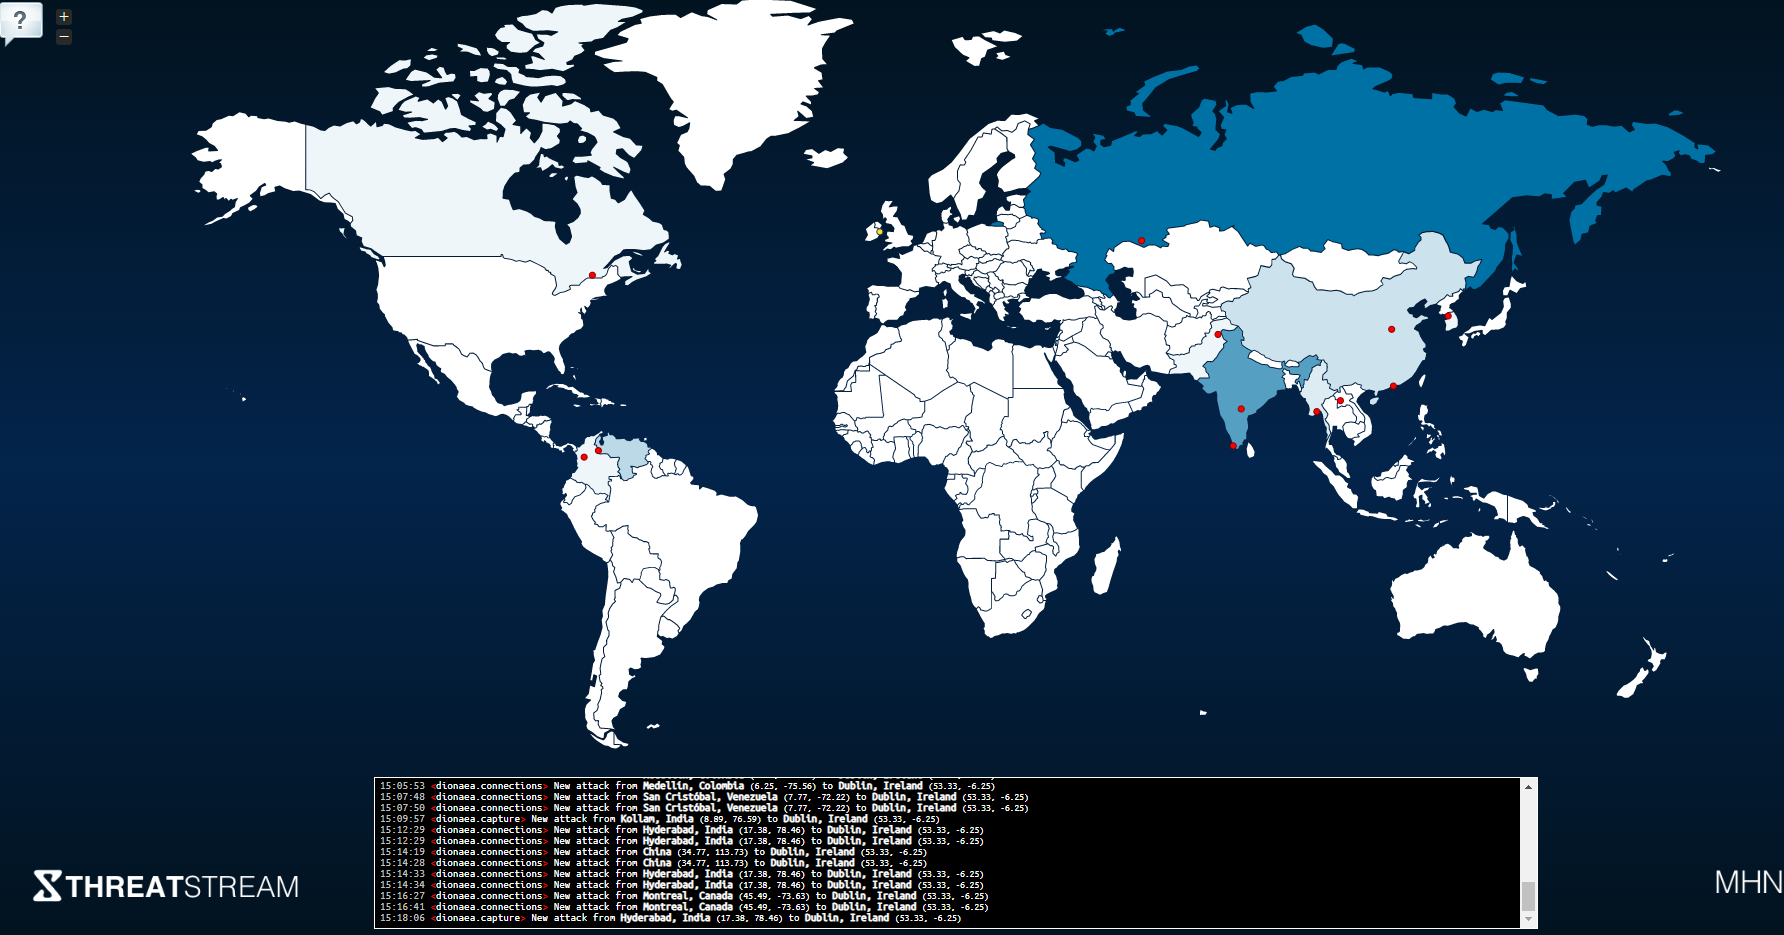 ?
+
−
15:05:53 <dionaea.connections> New attack from Medellín, Colombia (6.25, -75.56) to Dublin, Ireland (53.33, -6.25)
15:07:48 <dionaea.connections> New attack from San Cristóbal, Venezuela (7.77, -72.22) to Dublin, Ireland (53.33, -6.25)
15:07:50 <dionaea.connections> New attack from San Cristóbal, Venezuela (7.77, -72.22) to Dublin, Ireland (53.33, -6.25)
15:09:57 <dionaea.capture> New attack from Kollam, India (8.89, 76.59) to Dublin, Ireland (53.33, -6.25)
15:12:29 <dionaea.connections> New attack from Hyderabad, India (17.38, 78.46) to Dublin, Ireland (53.33, -6.25)
15:12:29 <dionaea.connections> New attack from Hyderabad, India (17.38, 78.46) to Dublin, Ireland (53.33, -6.25)
15:14:19 <dionaea.connections> New attack from China (34.77, 113.73) to Dublin, Ireland (53.33, -6.25)
15:14:28 <dionaea.connections> New attack from China (34.77, 113.73) to Dublin, Ireland (53.33, -6.25)
15:14:33 <dionaea.connections> New attack from Hyderabad, India (17.38, 78.46) to Dublin, Ireland (53.33, -6.25)
15:14:34 <dionaea.connections> New attack from Hyderabad, India (17.38, 78.46) to Dublin, Ireland (53.33, -6.25)
15:16:27 <dionaea.connections> New attack from Montreal, Canada (45.49, -73.63) to Dublin, Ireland (53.33, -6.25)
15:16:41 <dionaea.connections> New attack from Montreal, Canada (45.49, -73.63) to Dublin, Ireland (53.33, -6.25)
15:18:06 <dionaea.capture> New attack from Hyderabad, India (17.38, 78.46) to Dublin, Ireland (53.33, -6.25)
THREATSTREAM
MHN